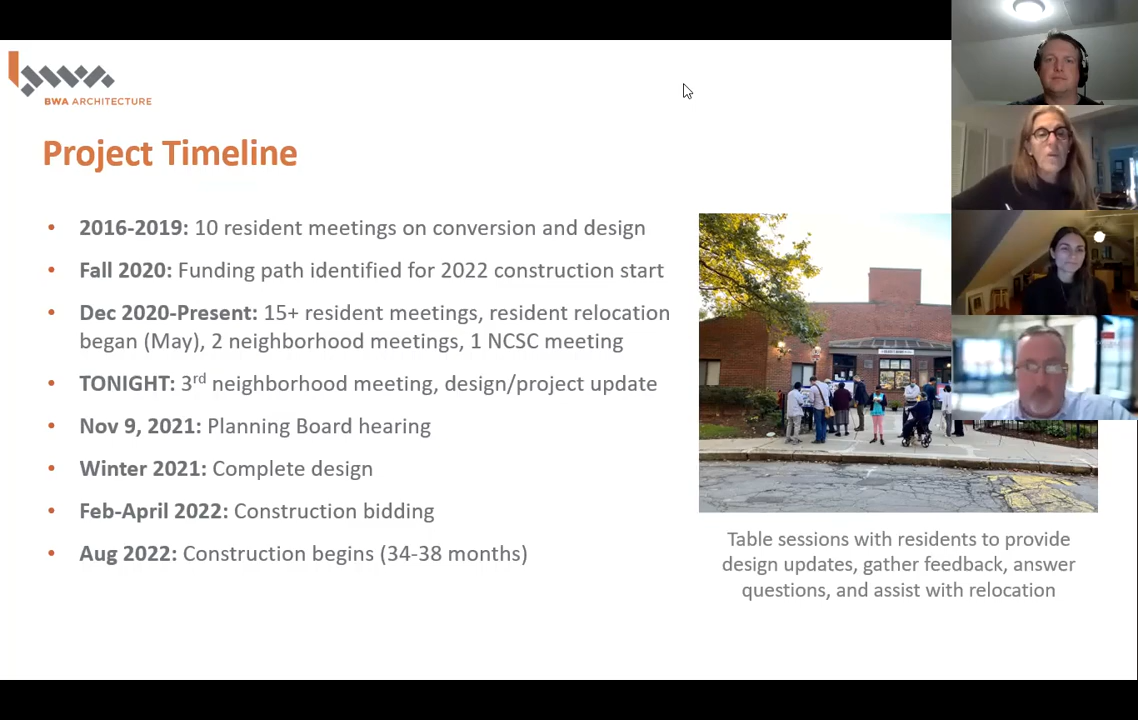 BWA ARCHITECTURE
Project Timeline
• 2016-2019: 10 resident meetings on conversion and design
• Fall 2020: Funding path identified for 2022 construction start
• Dec 2020-Present: 15+ resident meetings, resident relocation
began (May), 2 neighborhood meetings, 1 NCSC meeting
• TONIGHT: 3rd neighborhood meeting, design/project update
• Nov 9, 2021: Planning Board hearing
• Winter 2021: Complete design
• Feb-April 2022: Construction bidding
• Aug 2022: Construction begins (34-38 months)
Table sessions with residents to provide
design updates, gather feedback, answer
questions, and assist with relocation